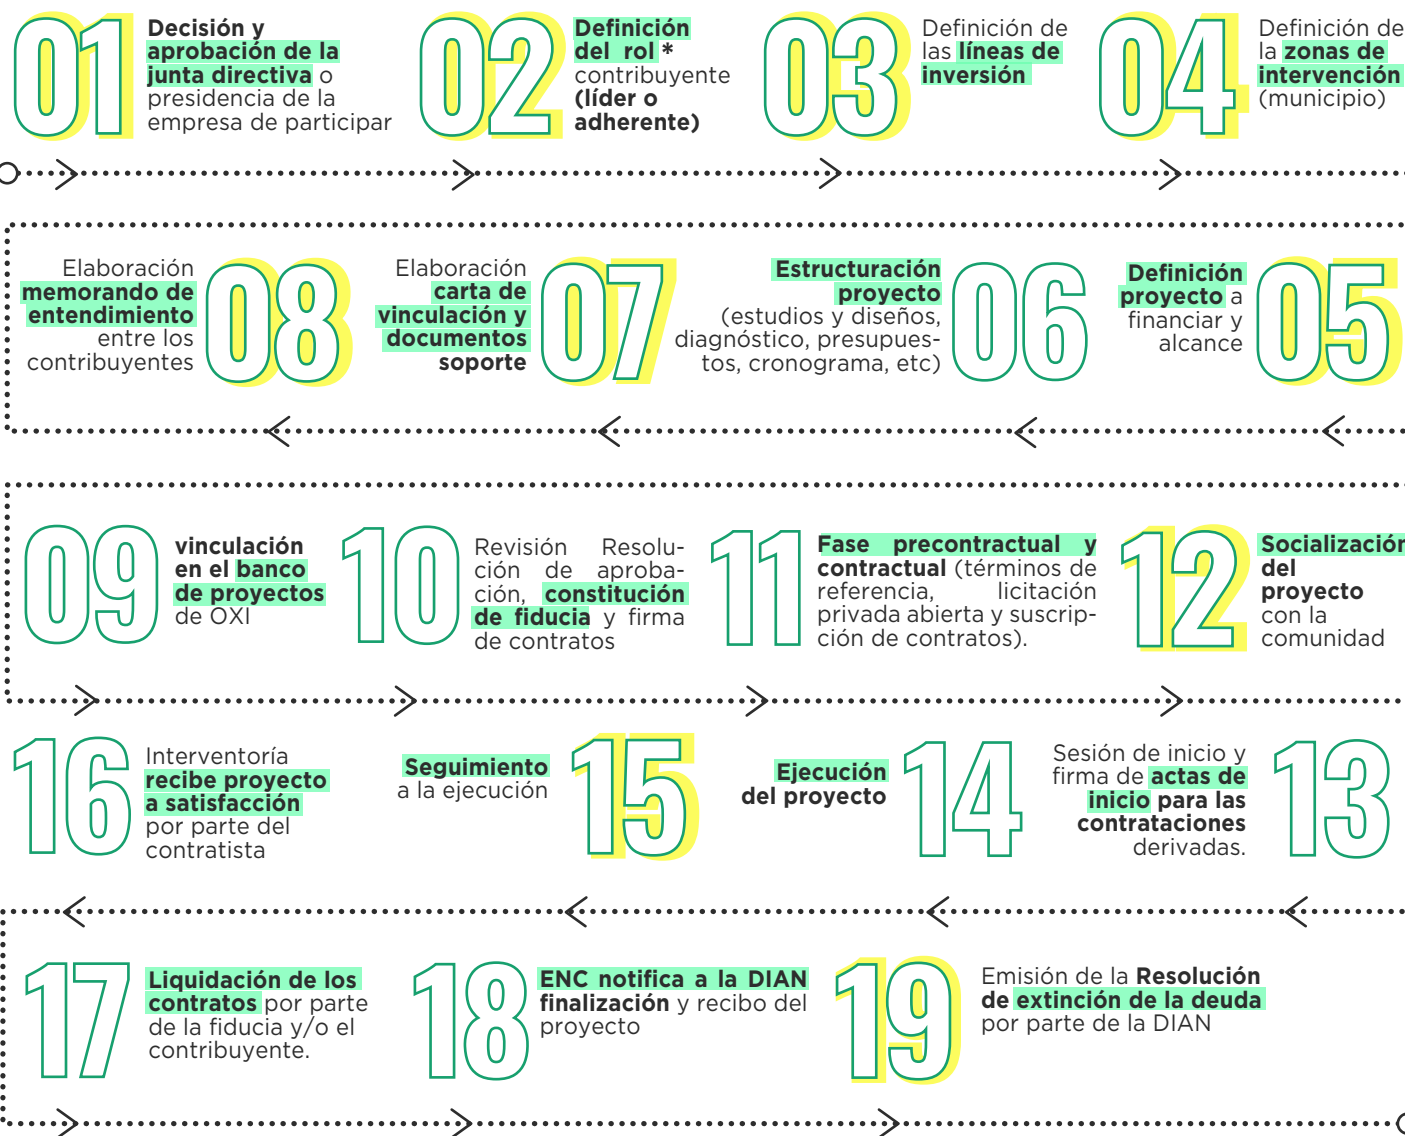 01
Decisión y
aprobación de la
junta directiva o
presidencia de la
empresa de participar
02
Definición
del rol *
contribuyente
(líder o
adherente)
03
Definición de
las líneas de
inversión
04
Definición de
la zonas de
intervención
(municipio)
05
Definición
proyecto a
financiar y
alcance
06
Estructuración
proyecto
(estudios y diseños,
diagnóstico, presupues-
tos, cronograma, etc)
07
Elaboración
carta de
vinculación y
documentos
soporte
08
Elaboración
memorando de
entendimiento
entre los
contribuyentes
09
vinculación
en el banco
de proyectos
de OXI
10
Revisión Resolu-
ción de aproba-
ción, constitución
de fiducia y firma
de contratos
11
Fase precontractual y
contractual (términos de
referencia, licitación
privada abierta y suscrip-
ción de contratos).
12
Socialización
del
proyecto
con la
comunidad
13
Sesión de inicio y
firma de actas de
inicio para las
contrataciones
derivadas.
14
Ejecución
del proyecto
15
Seguimiento
a la ejecución
16
Interventoría
recibe proyecto
a satisfacción
por parte del
contratista
17
Liquidación de los
contratos por parte
de la fiducia y/o el
contribuyente.
18
ENC notifica a la DIAN
finalización y recibo del
proyecto
19
Emisión de la Resolución
de extinción de la deuda
por parte de la DIAN